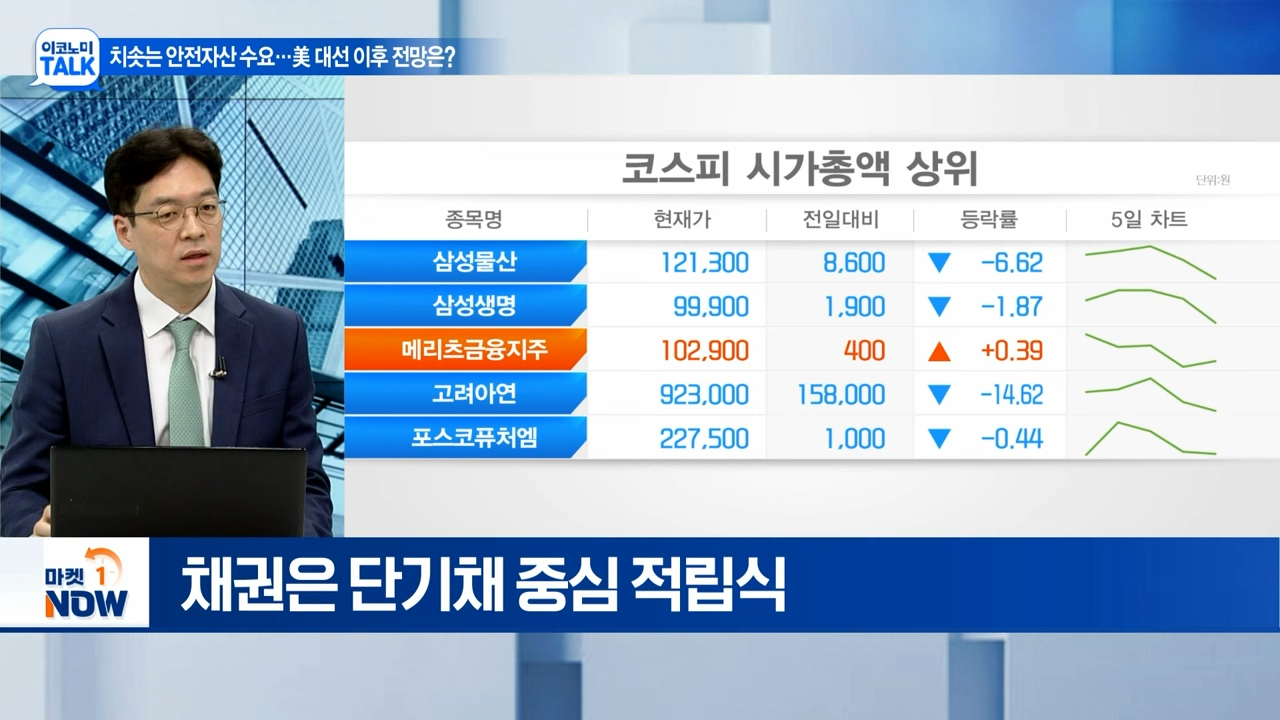 이코노미
TALK
치솟는 안전자산 수요…美 대선 이후 전망은?
코스피 시가총액 상위
단위:원
종목명 현재가 전일대비 등락률 5일 차트
삼성물산 121,300 8,600 ▼ -6.62
삼성생명 99,900 1,900 ▼ -1.87
메리츠금융지주 102,900 400 ▲ +0.39
고려아연 923,000 158,000 ▼ -14.62
포스코퓨처엠 227,500 1,000 ▼ -0.44
마켓 1
NOW
채권은 단기채 중심 적립식